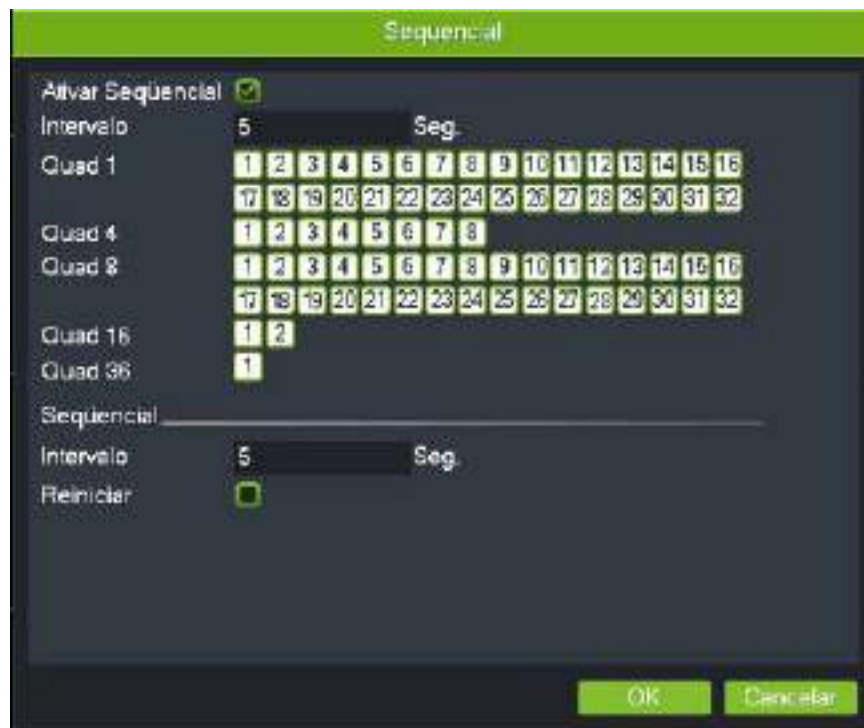 Sequencial
Ativar Seqüencial
Intervalo 5 Seg.
Quad 1 1 2 3 4 5 6 7 8 9 10 11 12 13 14 15 16
17 18 19 20 21 22 23 24 25 26 27 28 29 30 31 32
Quad 4 1 2 3 4 5 6 7 8
Quad 8 1 2 3 4 5 6 7 8 9 10 11 12 13 14 15 16
17 18 19 20 21 22 23 24 25 26 27 28 29 30 31 32
Quad 16 1 2
Quad 36 1
Seqüencial
Intervalo 5 Seg.
Reiniciar
OK Cancelar